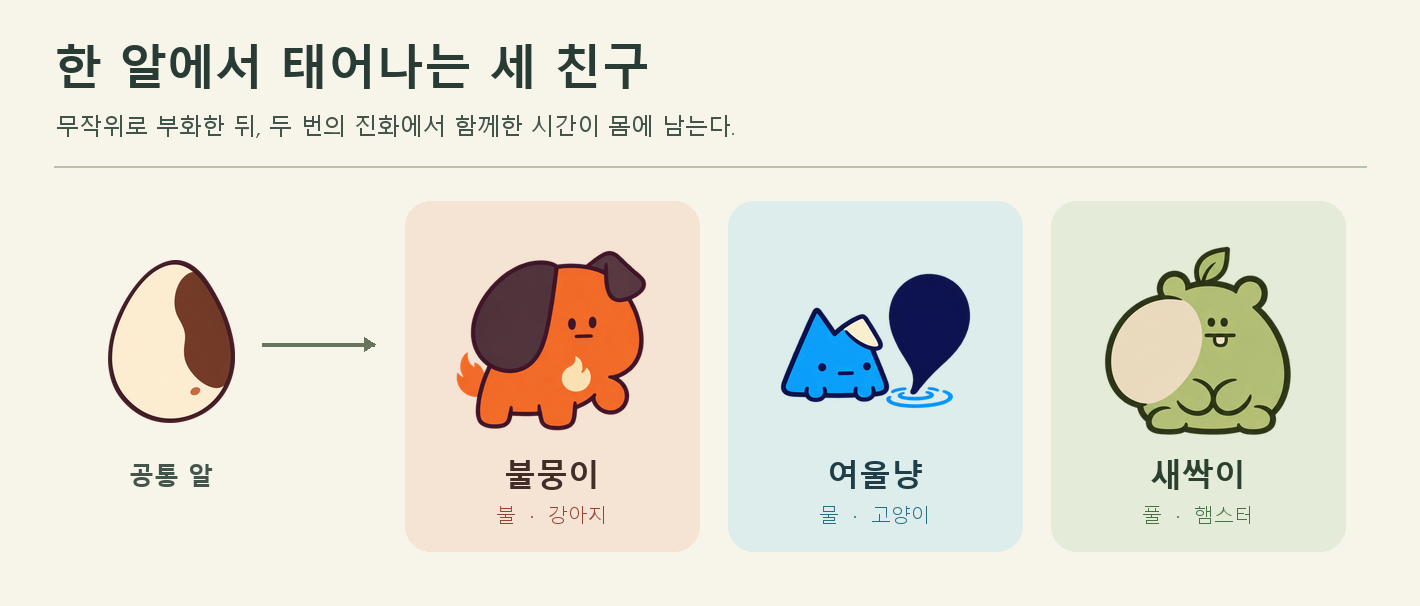 한 알에서 태어나는 세 친구
무작위로 부화한 뒤, 두 번의 진화에서 함께한 시간이 몸에 남는다.
공통 알
불뭉이
불 · 강아지
여울냥
물 · 고양이
새싹이
풀 · 햄스터